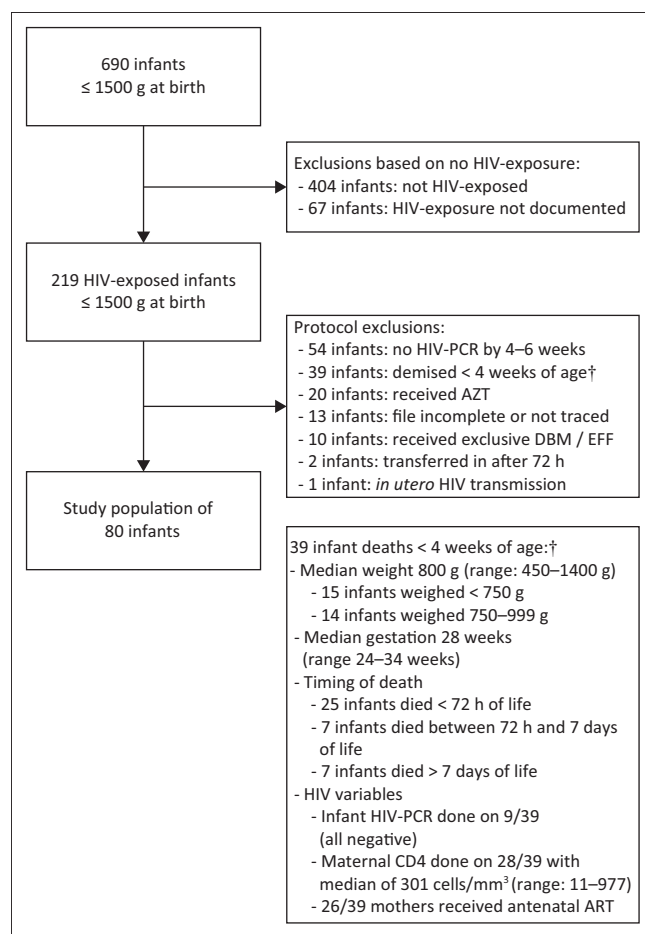 690 infants
≤ 1500 g at birth
Exclusions based on no HIV-exposure:
- 404 infants: not HIV-exposed
- 67 infants: HIV-exposure not documented
219 HIV-exposed infants
≤ 1500 g at birth
Protocol exclusions:
- 54 infants: no HIV-PCR by 4–6 weeks
- 39 infants: demised < 4 weeks of age†
- 20 infants: received AZT
- 13 infants: file incomplete or not traced
- 10 infants: received exclusive DBM / EFF
- 2 infants: transferred in after 72 h
- 1 infant: in utero HIV transmission
Study population of
80 infants
39 infant deaths < 4 weeks of age:†
- Median weight 800 g (range: 450–1400 g)
- 15 infants weighed < 750 g
- 14 infants weighed 750–999 g
- Median gestation 28 weeks
(range 24–34 weeks)
- Timing of death
- 25 infants died < 72 h of life
- 7 infants died between 72 h and 7 days
of life
- 7 infants died > 7 days of life
- HIV variables
- Infant HIV-PCR done on 9/39
(all negative)
- Maternal CD4 done on 28/39 with
median of 301 cells/mm³ (range: 11–977)
- 26/39 mothers received antenatal ART